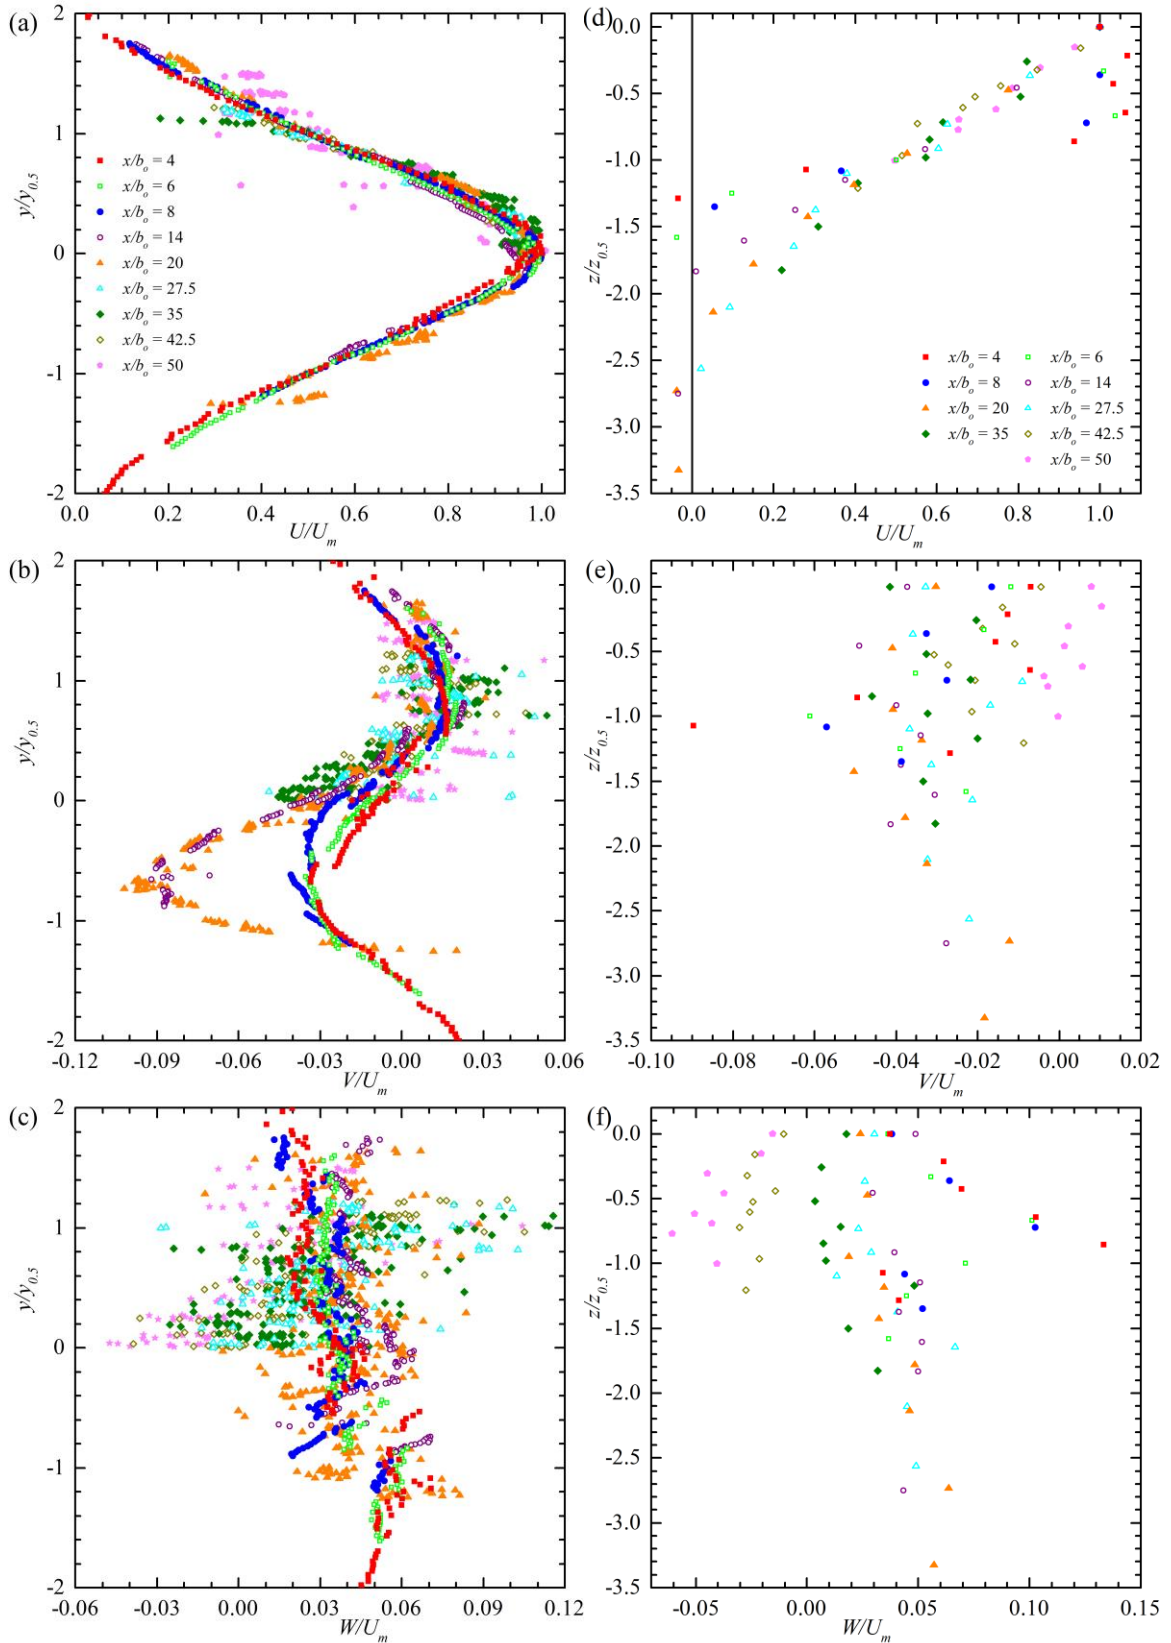 (a)
2
1
0
-1
-2
y/y0.5
x/bo = 4
x/bo = 6
x/bo = 8
x/bo = 14
x/bo = 20
x/bo = 27.5
x/bo = 35
x/bo = 42.5
x/bo = 50
0.0 0.2 0.4 0.6 0.8 1.0
U/Um
(d)
0.0
-0.5
-1.0
-1.5
-2.0
-2.5
-3.0
-3.5
z/z0.5
x/bo = 4 x/bo = 6
x/bo = 8 x/bo = 14
x/bo = 20 x/bo = 27.5
x/bo = 35 x/bo = 42.5
x/bo = 50
0.0 0.2 0.4 0.6 0.8 1.0
U/Um
(b)
2
1
0
-1
-2
y/y0.5
-0.12 -0.09 -0.06 -0.03 0.00 0.03 0.06
V/Um
(e)
0.0
-0.5
-1.0
-1.5
-2.0
-2.5
-3.0
-3.5
z/z0.5
-0.10 -0.08 -0.06 -0.04 -0.02 0.00 0.02
V/Um
(c)
2
1
0
-1
-2
y/y0.5
-0.06 -0.03 0.00 0.03 0.06 0.09 0.12
W/Um
(f)
0.0
-0.5
-1.0
-1.5
-2.0
-2.5
-3.0
-3.5
z/z0.5
-0.05 0.00 0.05 0.10 0.15
W/Um